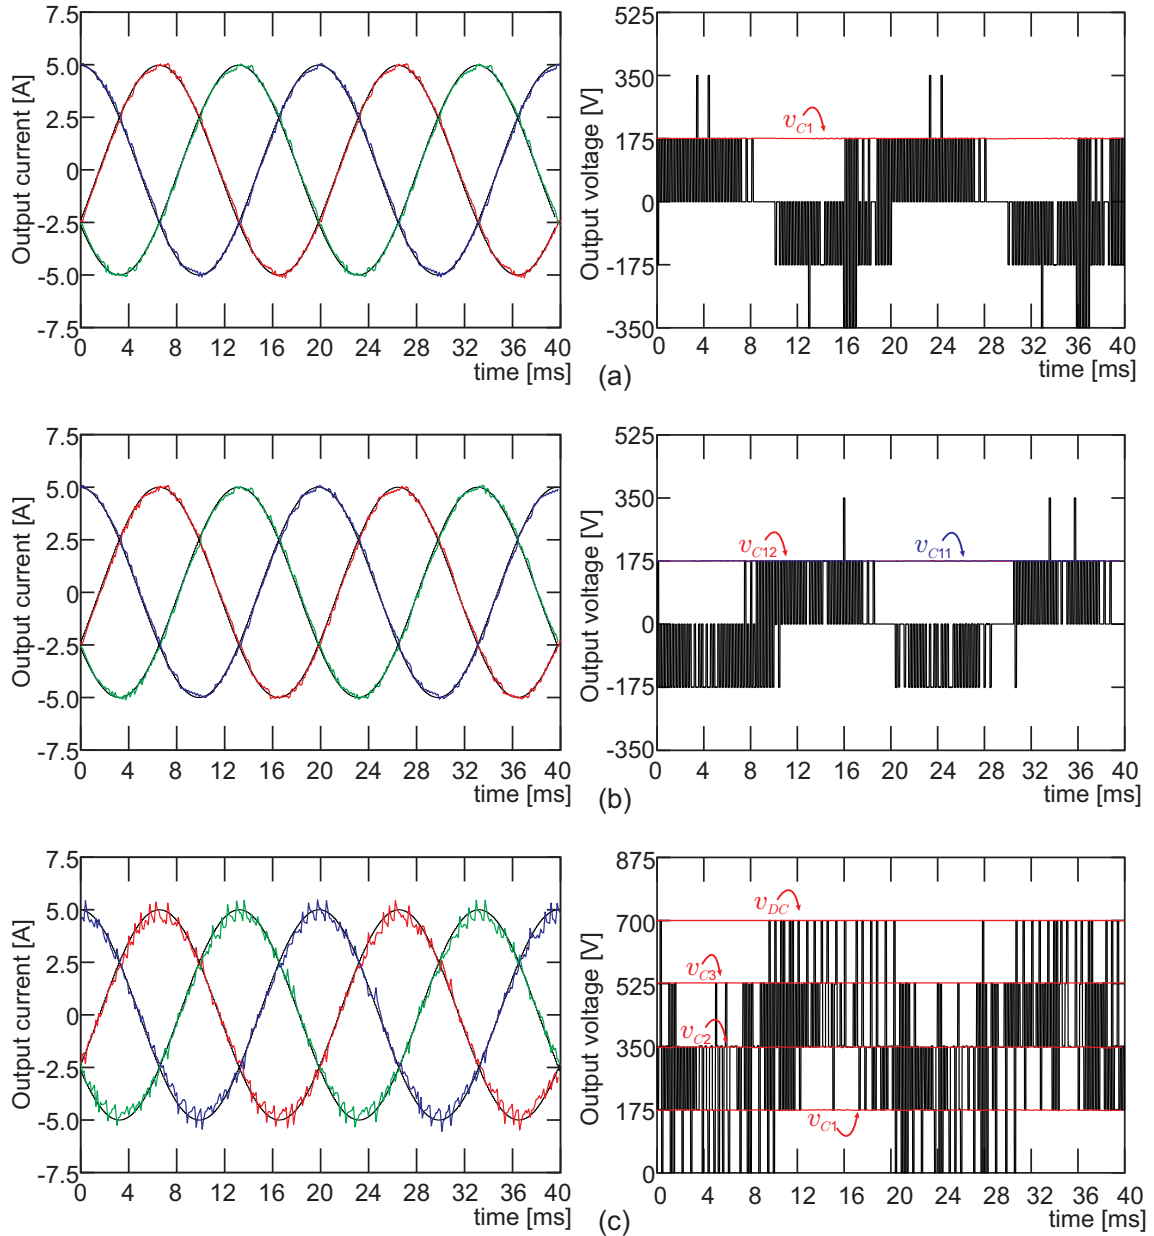 Output current [A]
7.5
5.0
2.5
0
-2.5
-5.0
-7.5
0 4 8 12 16 20 24 28 32 36 40
time [ms]
Output voltage [V]
525
350
175
0
-175
-350
v_C1
0 4 8 12 16 20 24 28 32 36 40
time [ms]
(a)
Output current [A]
7.5
5.0
2.5
0
-2.5
-5.0
-7.5
0 4 8 12 16 20 24 28 32 36 40
time [ms]
Output voltage [V]
525
350
175
0
-175
-350
v_C12
v_C11
0 4 8 12 16 20 24 28 32 36 40
time [ms]
(b)
Output current [A]
7.5
5.0
2.5
0
-2.5
-5.0
-7.5
0 4 8 12 16 20 24 28 32 36 40
time [ms]
Output voltage [V]
875
700
525
350
175
0
v_DC
v_C3
v_C2
v_C1
0 4 8 12 16 20 24 28 32 36 40
time [ms]
(c)